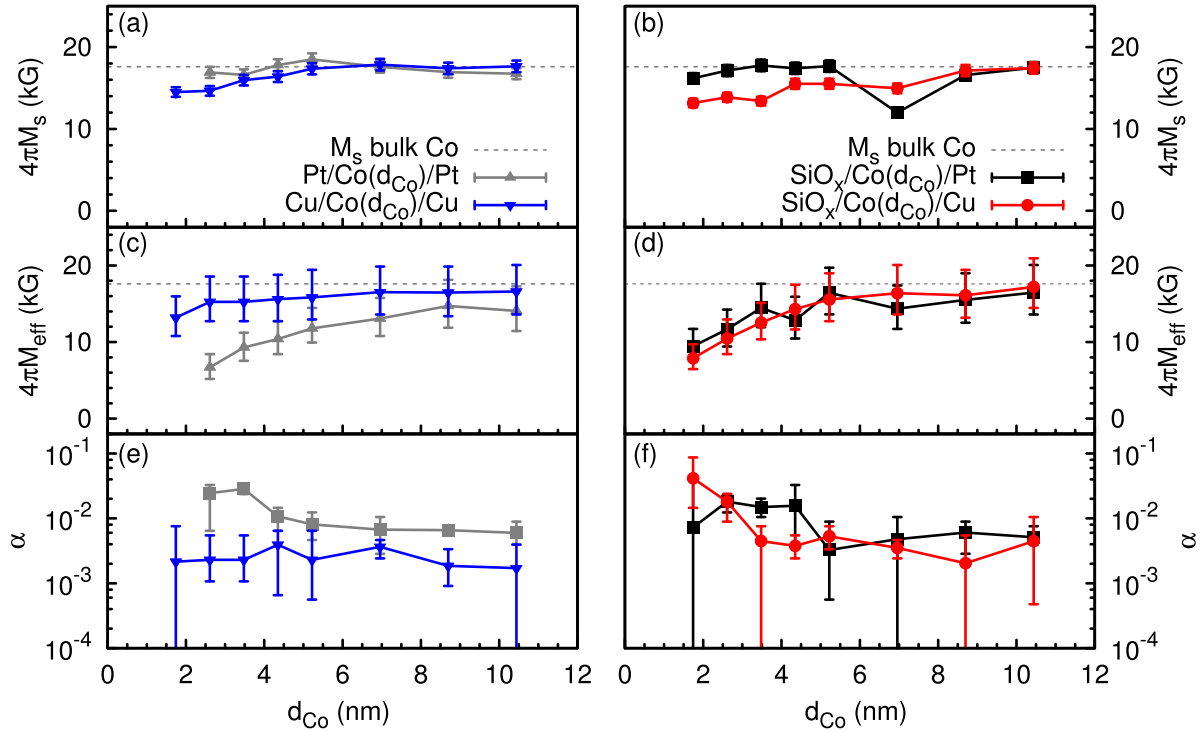 (a)
(b)
20
10
0
4πMs (kG)
Ms bulk Co
Pt/Co(dCo)/Pt
Cu/Co(dCo)/Cu
Ms bulk Co
SiOx/Co(dCo)/Pt
SiOx/Co(dCo)/Cu
20
10
0
4πMs (kG)
(c)
(d)
20
10
0
4πMeff (kG)
20
10
0
4πMeff (kG)
(e)
(f)
10-1
10-2
10-3
10-4
α
10-1
10-2
10-3
10-4
α
0 2 4 6 8 10 12
0 2 4 6 8 10 12
dCo (nm)
dCo (nm)